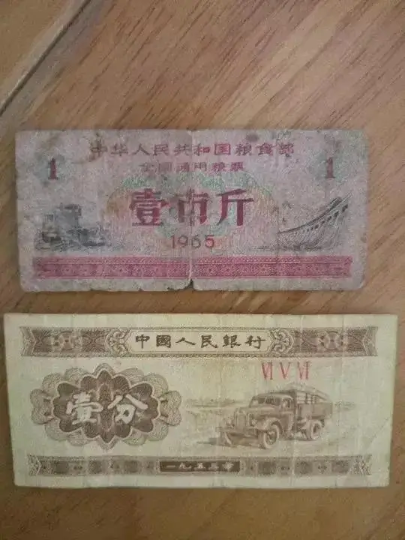 中华人民共和国粮食部
全国通用粮票
1 1
壹市斤
1965
中國人民銀行
VI V VI
壹分
一九五三年